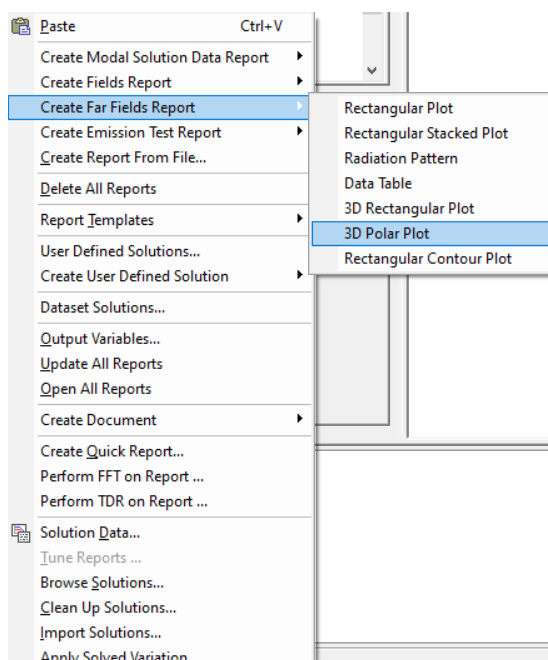 Paste Ctrl+V
Create Modal Solution Data Report
Create Fields Report
Create Far Fields Report
Create Emission Test Report
Create Report From File...
Delete All Reports
Report Templates
User Defined Solutions...
Create User Defined Solution
Dataset Solutions...
Output Variables...
Update All Reports
Open All Reports
Create Document
Create Quick Report...
Perform FFT on Report ...
Perform TDR on Report ...
Solution Data...
Tune Reports ...
Browse Solutions...
Clean Up Solutions...
Import Solutions...
Apply Solved Variation
Rectangular Plot
Rectangular Stacked Plot
Radiation Pattern
Data Table
3D Rectangular Plot
3D Polar Plot
Rectangular Contour Plot